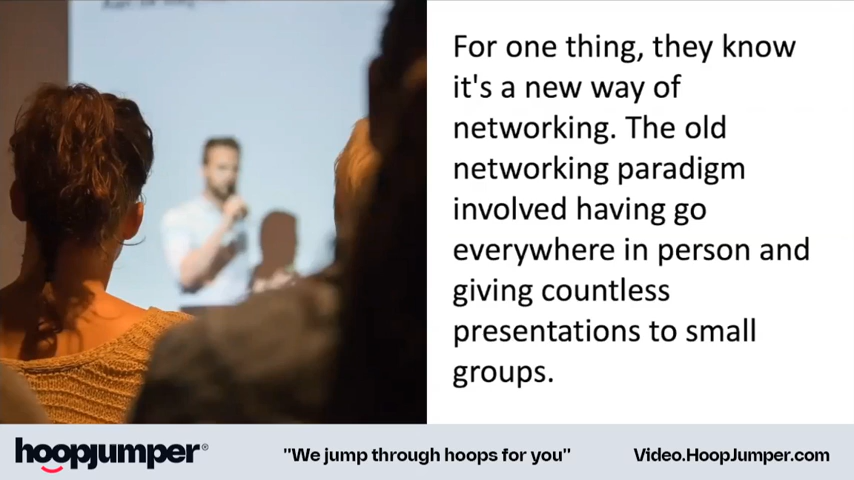 For one thing, they know
it's a new way of
networking. The old
networking paradigm
involved having go
everywhere in person and
giving countless
presentations to small
groups.
hoopjumper®
"We jump through hoops for you"
Video.HoopJumper.com